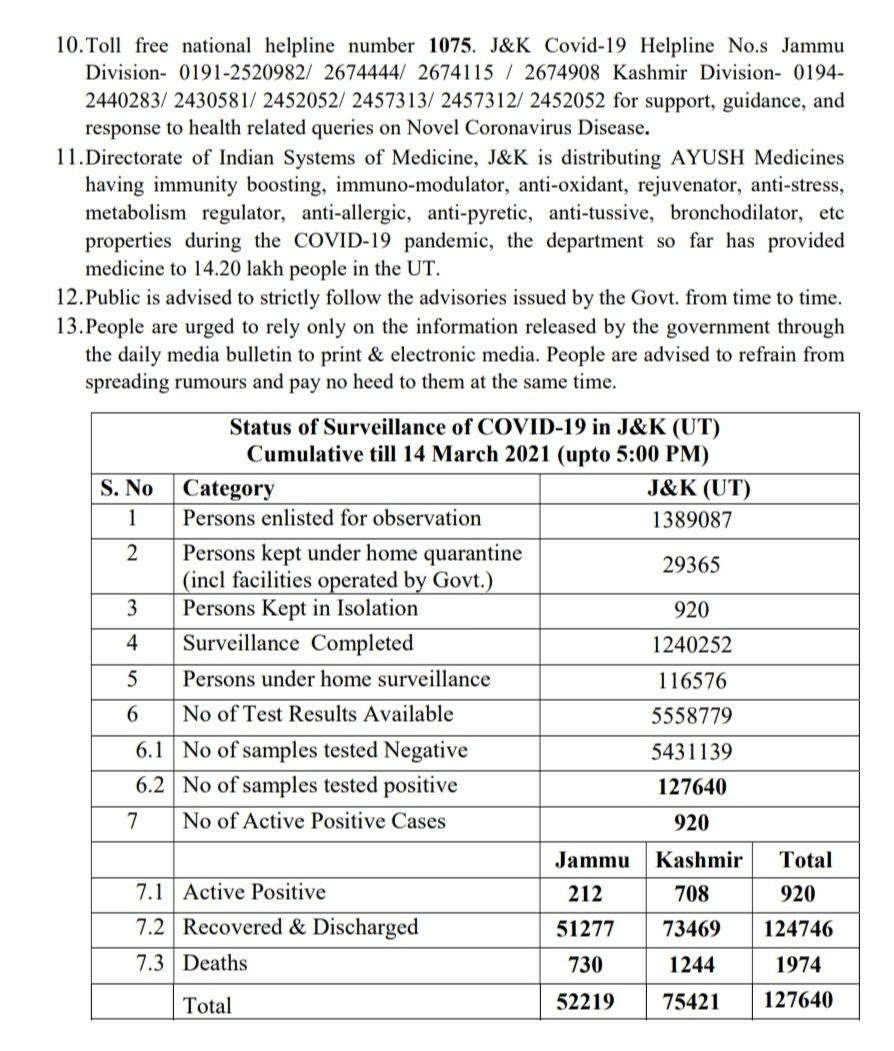 10.Toll free national helpline number 1075. J&K Covid-19 Helpline No.s Jammu
Division- 0191-2520982/ 2674444/ 2674115 / 2674908 Kashmir Division- 0194-
2440283/ 2430581/ 2452052/ 2457313/ 2457312/ 2452052 for support, guidance, and
response to health related queries on Novel Coronavirus Disease.
11.Directorate of Indian Systems of Medicine, J&K is distributing AYUSH Medicines
having immunity boosting, immuno-modulator, anti-oxidant, rejuvenator, anti-stress,
metabolism regulator, anti-allergic, anti-pyretic, anti-tussive, bronchodilator, etc
properties during the COVID-19 pandemic, the department so far has provided
medicine to 14.20 lakh people in the UT.
12.Public is advised to strictly follow the advisories issued by the Govt. from time to time.
13.People are urged to rely only on the information released by the government through
the daily media bulletin to print & electronic media. People are advised to refrain from
spreading rumours and pay no heed to them at the same time.
Status of Surveillance of COVID-19 in J&K (UT)
Cumulative till 14 March 2021 (upto 5:00 PM)
S. No Category J&K (UT)
1 Persons enlisted for observation 1389087
2 Persons kept under home quarantine
(incl facilities operated by Govt.) 29365
3 Persons Kept in Isolation 920
4 Surveillance Completed 1240252
5 Persons under home surveillance 116576
6 No of Test Results Available 5558779
6.1 No of samples tested Negative 5431139
6.2 No of samples tested positive 127640
7 No of Active Positive Cases 920
Jammu Kashmir Total
7.1 Active Positive 212 708 920
7.2 Recovered & Discharged 51277 73469 124746
7.3 Deaths 730 1244 1974
Total 52219 75421 127640